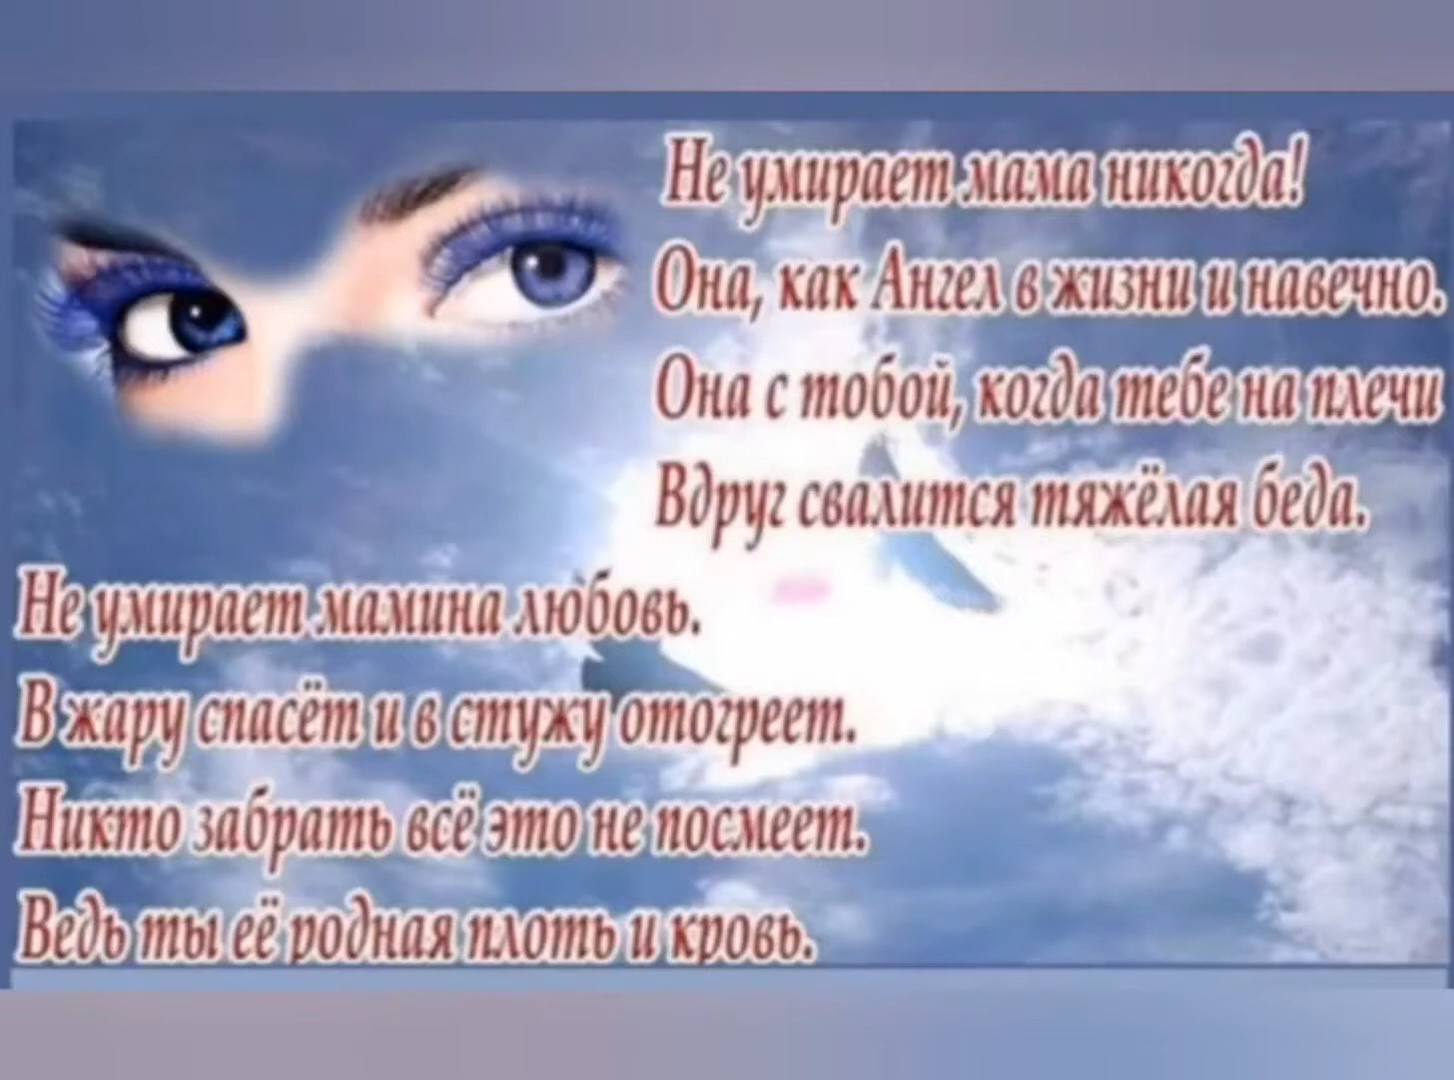 Не умирает мама никогда!
Она, как Ангел в жизни и навечно.
Она с тобой, когда тебе на плечи
Вдруг свалится тяжёлая беда.
Не умирает мамина любовь.
В жару спасёт и в стужу отогреет.
Никто забрать всё это не посмеет.
Ведь ты её родная плоть и кровь.